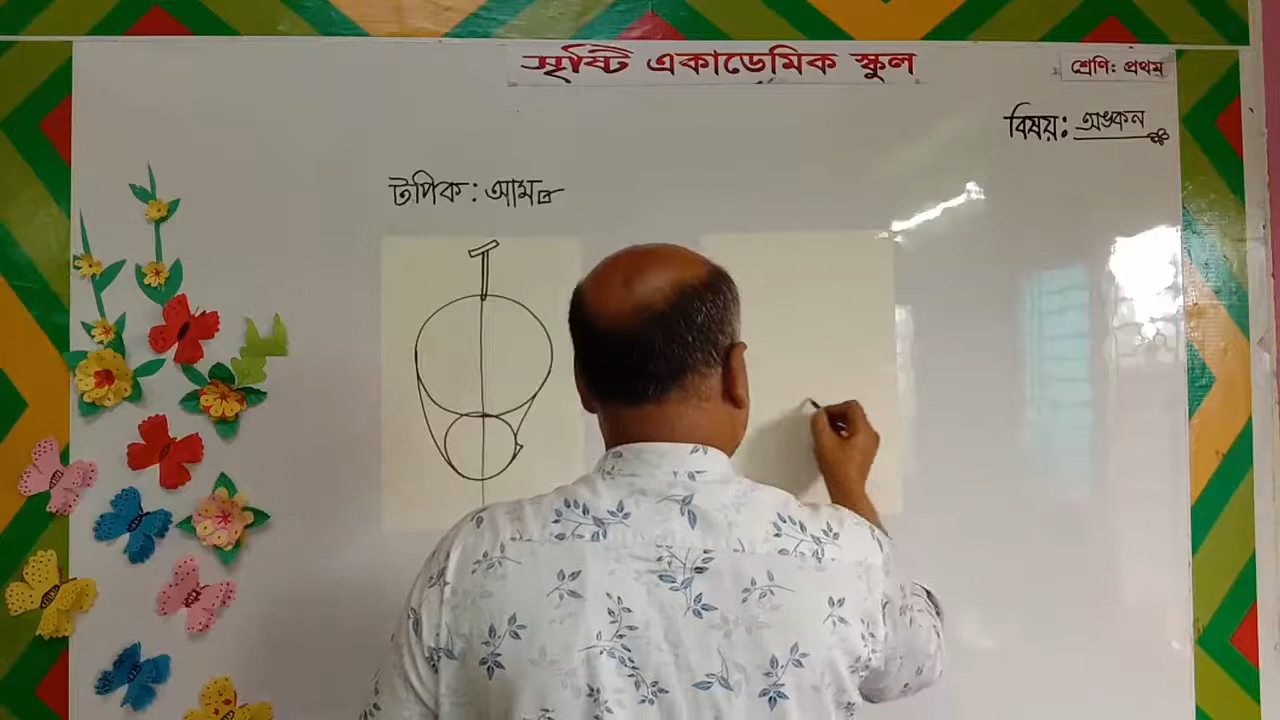 সৃষ্টি একাডেমিক স্কুল
শ্রেণি: প্রথম
বিষয়: অঙ্কন
টপিক: আম